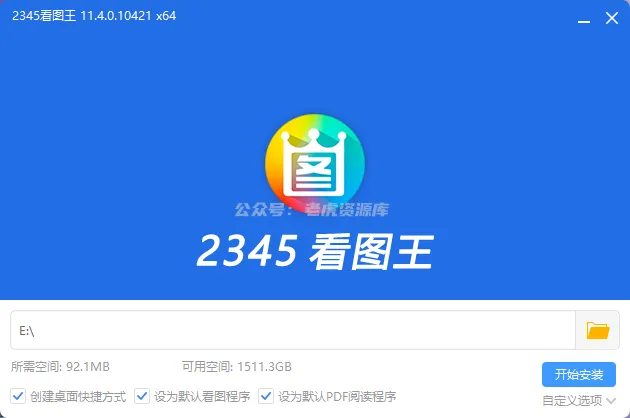 2345看图王 11.4.0.10421 x64
图
公众号：老虎资源库
2345 看图王
E:\
所需空间: 92.1MB 可用空间: 1511.3GB
开始安装
创建桌面快捷方式 设为默认看图程序 设为默认PDF阅读程序
自定义选项